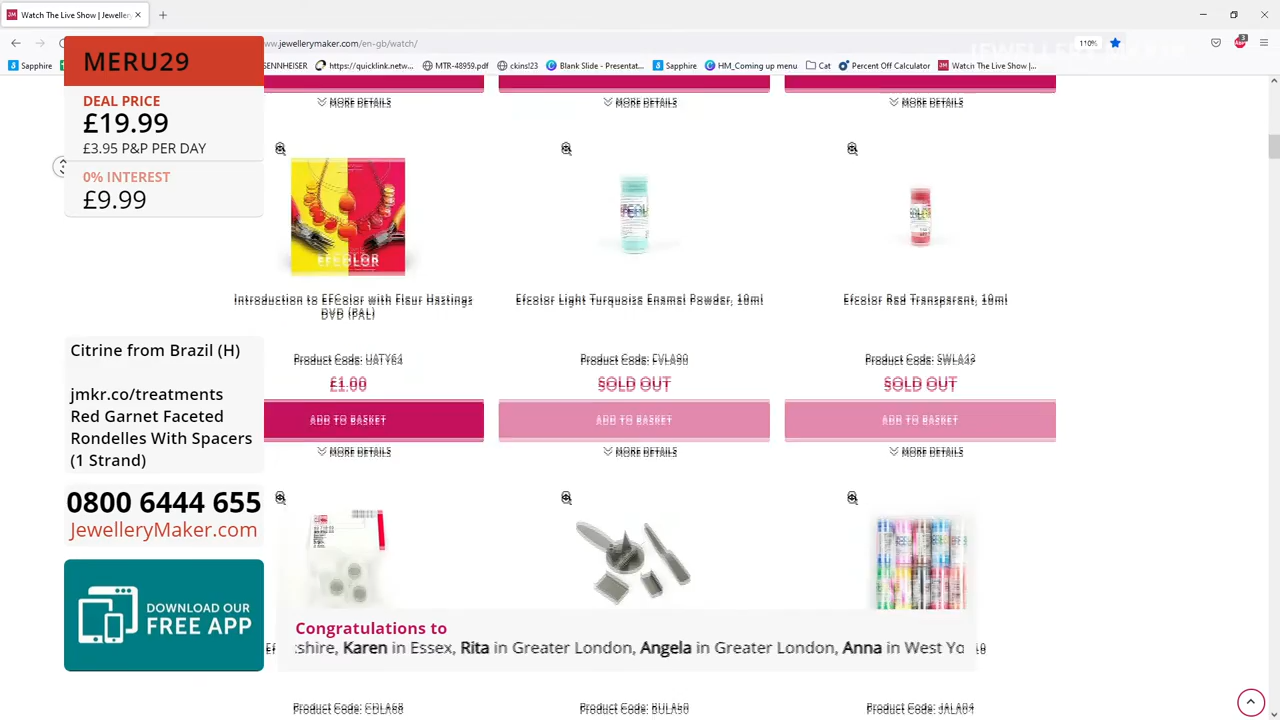 Watch The Live Show | Jeweller
www.jewellerymaker.com/en-gb/watch/
110%
Sapphire
SENNHEISER
https://quicklink.netw...
MTR-48959.pdf
ckins!23
Blank Slide - Presentat...
Sapphire
HM_Coming up menu
Cat
Percent Off Calculator
Watch The Live Show |...
MERU29
DEAL PRICE
£19.99
£3.95 P&P PER DAY
0% INTEREST
£9.99
MORE DETAILS
MORE DETAILS
MORE DETAILS
EFCOLOR
Introduction to EFColor with Fleur Hastings
DVD (PAL)
Efcolor Light Turquoise Enamel Powder, 10ml
Efcolor Red Transparent, 10ml
Product Code: UATY64
Product Code: EVLA90
Product Code: SWLA42
£1.00
SOLD OUT
SOLD OUT
ADD TO BASKET
ADD TO BASKET
ADD TO BASKET
MORE DETAILS
MORE DETAILS
MORE DETAILS
Citrine from Brazil (H)
jmkr.co/treatments
Red Garnet Faceted
Rondelles With Spacers
(1 Strand)
0800 6444 655
JewelleryMaker.com
DOWNLOAD OUR
FREE APP
Congratulations to
shire, Karen in Essex, Rita in Greater London, Angela in Greater London, Anna in West Yo
Product Code: CDLA68
Product Code: BULA50
Product Code: JALA84